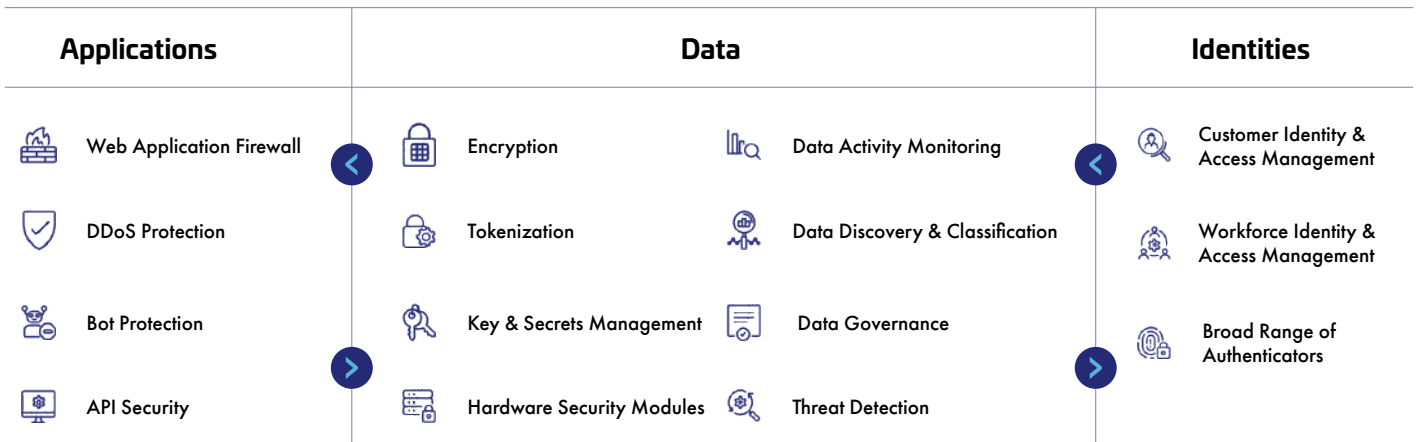 Applications
Data
Identities
Web Application Firewall
DDoS Protection
Bot Protection
API Security
Encryption
Tokenization
Key & Secrets Management
Hardware Security Modules
Data Activity Monitoring
Data Discovery & Classification
Data Governance
Threat Detection
Customer Identity &
Access Management
Workforce Identity &
Access Management
Broad Range of
Authenticators